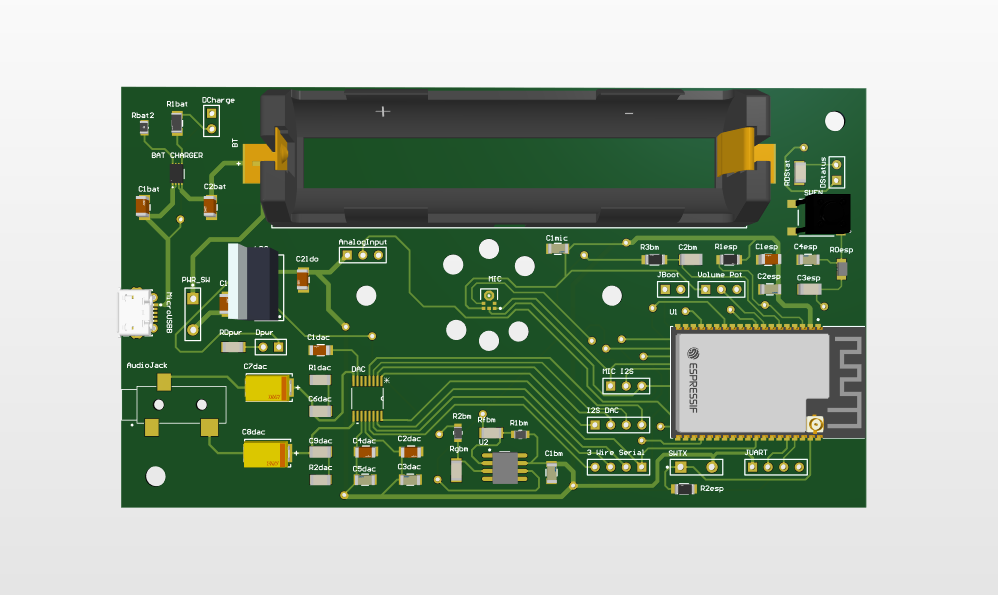 R1bat
DCharge
Rbat2
+
−
BT
BAT CHARGER
+
C1bat
C2bat
RDStat
DStatus
AnalogInput
C1mic
R3bm
C2bm
R1esp
C1esp
C4esp
R0esp
C2ldo
PWR_SW
MIC
JBoot
Volume Pot
C2esp
C3esp
MicroUSBB
U1
RDpwr
Dpwr
C1dac
ESPRESSIF
AudioJack
C7dac
R1dac
DAC
MIC I2S
+
C6dac
R2bm
Rfbm
R1bm
I2S DAC
C8dac
C9dac
C4dac
C2dac
U2
Rgbm
+
R2dac
C5dac
C3dac
C1bm
3 Wire Serial
SWTX
JUART
R2esp